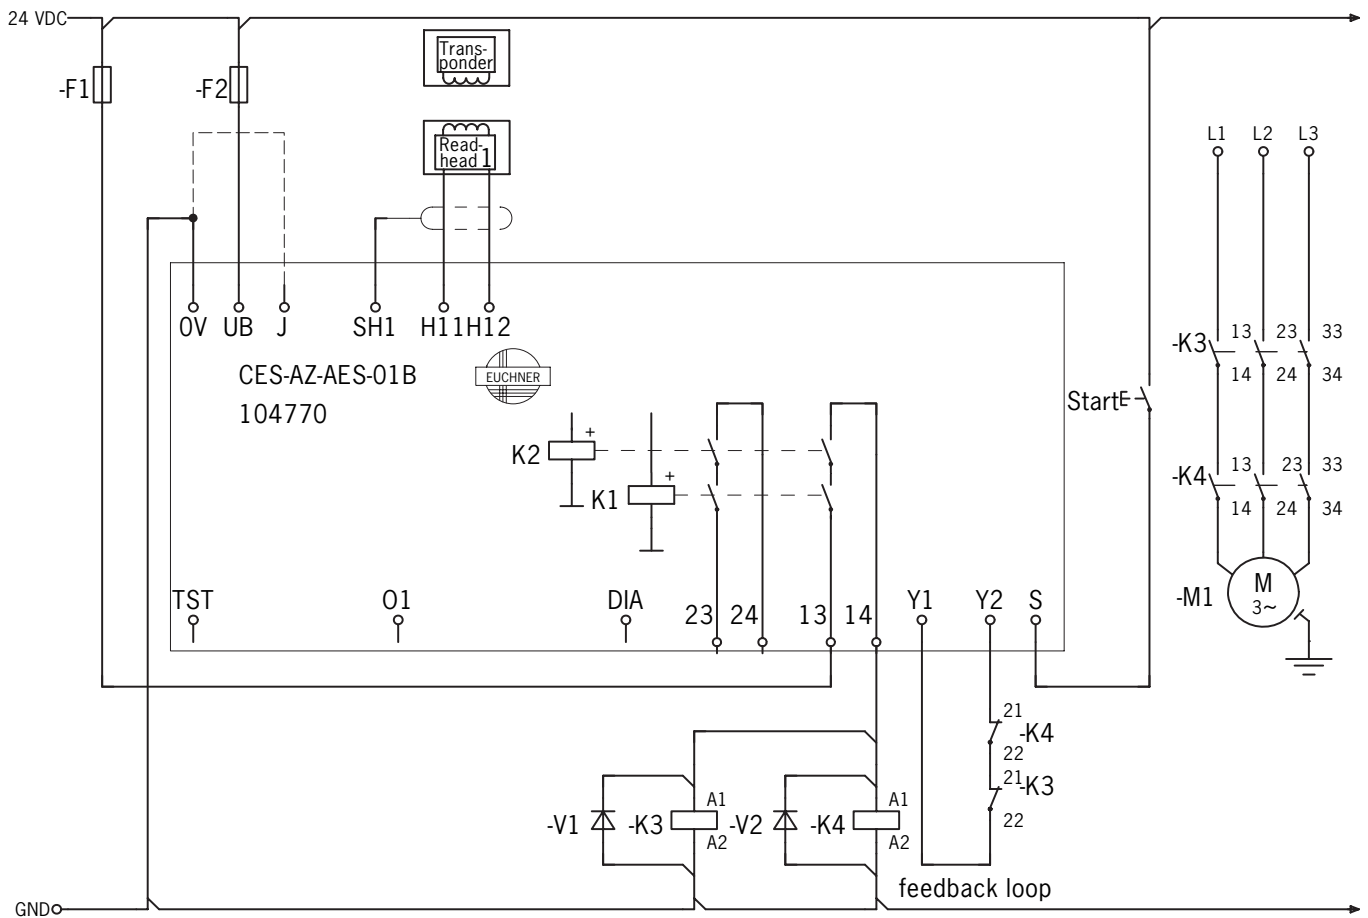 24 VDC
-F1
-F2
Trans-
ponder
Read-
head 1
L1 L2 L3
0V UB J SH1 H11 H12
CES-AZ-AES-01B
104770
EUCHNER
-K3 13 23 33
14 24 34
Start
K2 +
K1 +
-K4 13 23 33
14 24 34
M
3~
-M1
TST O1 DIA 23 24 13 14 Y1 Y2 S
21
-K4
22
21
-K3
22
-V1 -K3 A1
A2
-V2 -K4 A1
A2
feedback loop
GND